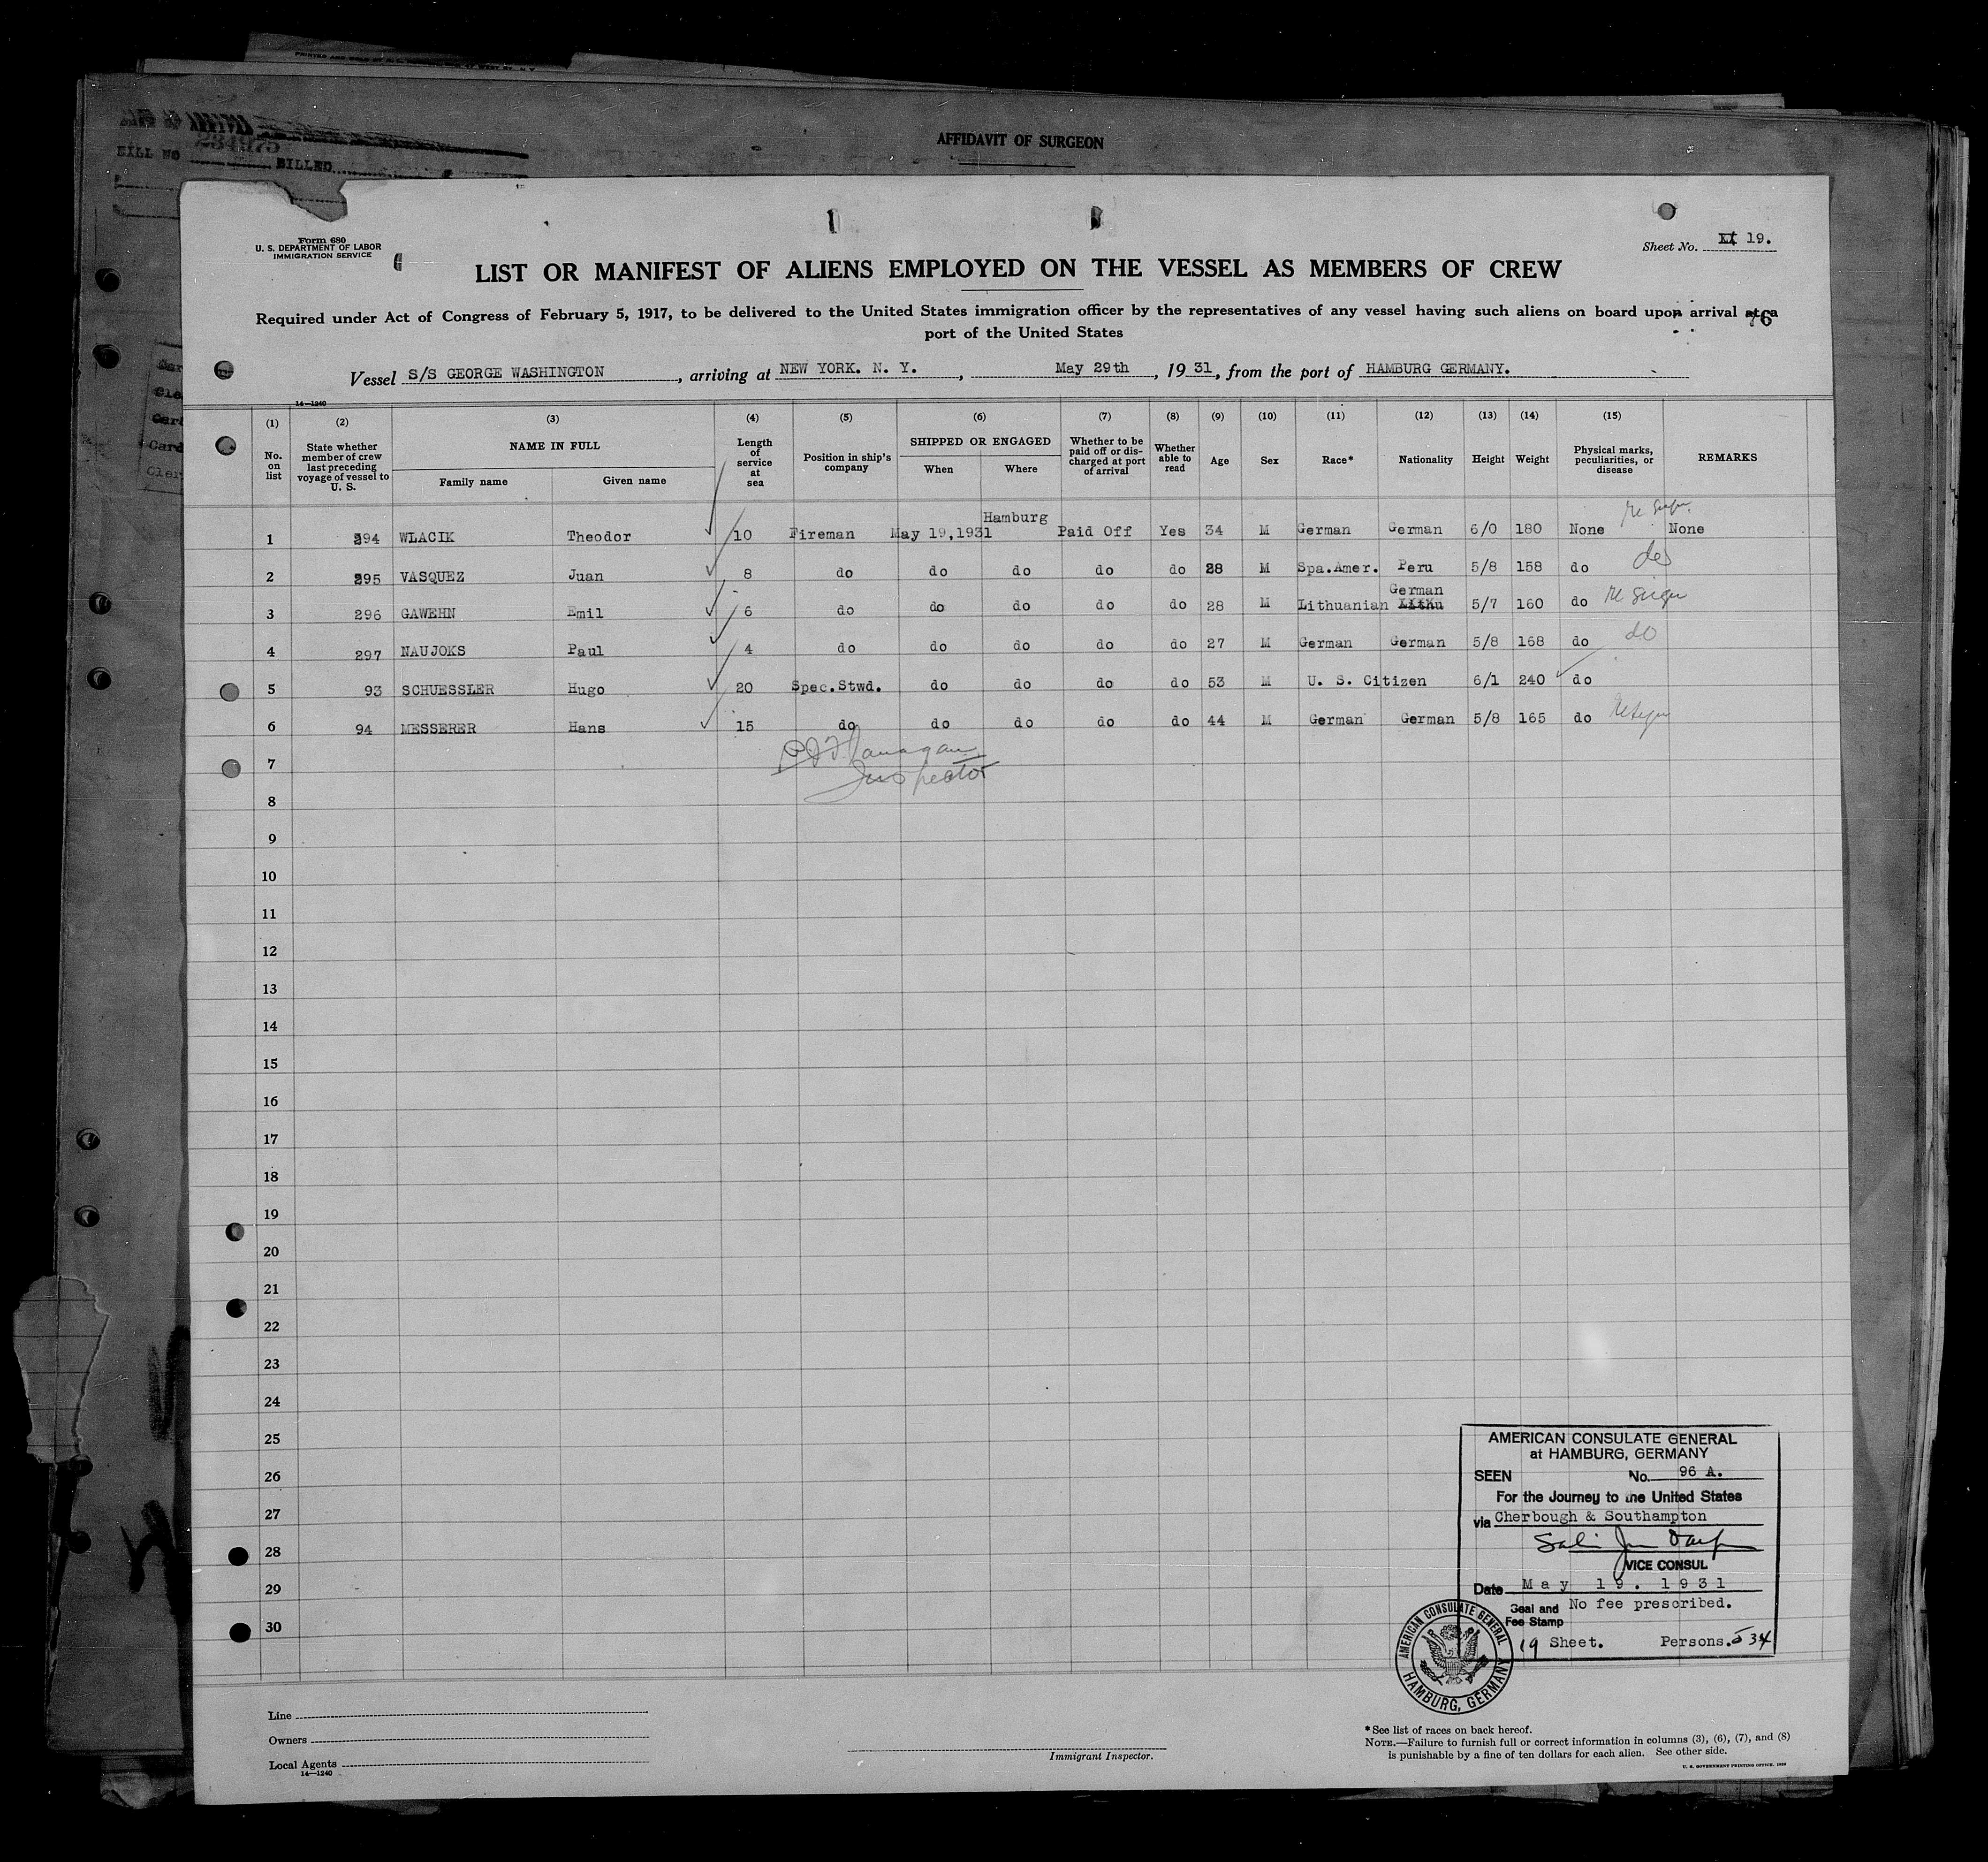 AFFIDAVIT OF SURGEON
BILL NO 234975 BILLED
Form 680
U. S. DEPARTMENT OF LABOR
IMMIGRATION SERVICE
Sheet No. 19.
LIST OR MANIFEST OF ALIENS EMPLOYED ON THE VESSEL AS MEMBERS OF CREW
Required under Act of Congress of February 5, 1917, to be delivered to the United States immigration officer by the representatives of any vessel having such aliens on board upon arrival at a
port of the United States
76
Vessel S/S GEORGE WASHINGTON, arriving at NEW YORK. N. Y., May 29th, 1931, from the port of HAMBURG GERMANY.
14—1240
(1) (2) (3) (4) (5) (6) (7) (8) (9) (10) (11) (12) (13) (14) (15)
No. on list State whether member of crew last preceding voyage of vessel to U. S. NAME IN FULL Family name Given name Length of service at sea Position in ship's company SHIPPED OR ENGAGED When Where Whether to be paid off or discharged at port of arrival Whether able to read Age Sex Race* Nationality Height Weight Physical marks, peculiarities, or disease REMARKS
1 294 WLACIK Theodor 10 Fireman May 19,1931 Hamburg Paid Off Yes 34 M German German 6/0 180 None None
2 295 VASQUEZ Juan 8 do do do do do 28 M Spa.Amer. Peru 5/8 158 do
3 296 GAWEHN Emil 6 do do do do do 28 M Lithuanian German Lithu 5/7 160 do
4 297 NAUJOKS Paul 4 do do do do do 27 M German German 5/8 168 do do
5 93 SCHUESSLER Hugo 20 Spec.Stwd. do do do do 53 M U. S. Citizen 6/1 240 do
6 94 MESSERER Hans 15 do do do do do 44 M German German 5/8 165 do
7 Flanagan
Inspector
8
9
10
11
12
13
14
15
16
17
18
19
20
21
22
23
24
25
26
27
28
29
30
AMERICAN CONSULATE GENERAL
at HAMBURG, GERMANY
SEEN No. 96 A.
For the Journey to the United States
via Cherbough & Southampton
VICE CONSUL
Date May 19. 1931
Seal and Fee Stamp No fee prescribed.
19 Sheet. Persons. 534
AMERICAN CONSULATE GENERAL
HAMBURG, GERMANY
Line
Owners
Local Agents
14—1240
Immigrant Inspector.
*See list of races on back hereof.
NOTE.—Failure to furnish full or correct information in columns (3), (6), (7), and (8)
is punishable by a fine of ten dollars for each alien. See other side.
U. S. GOVERNMENT PRINTING OFFICE: 1929